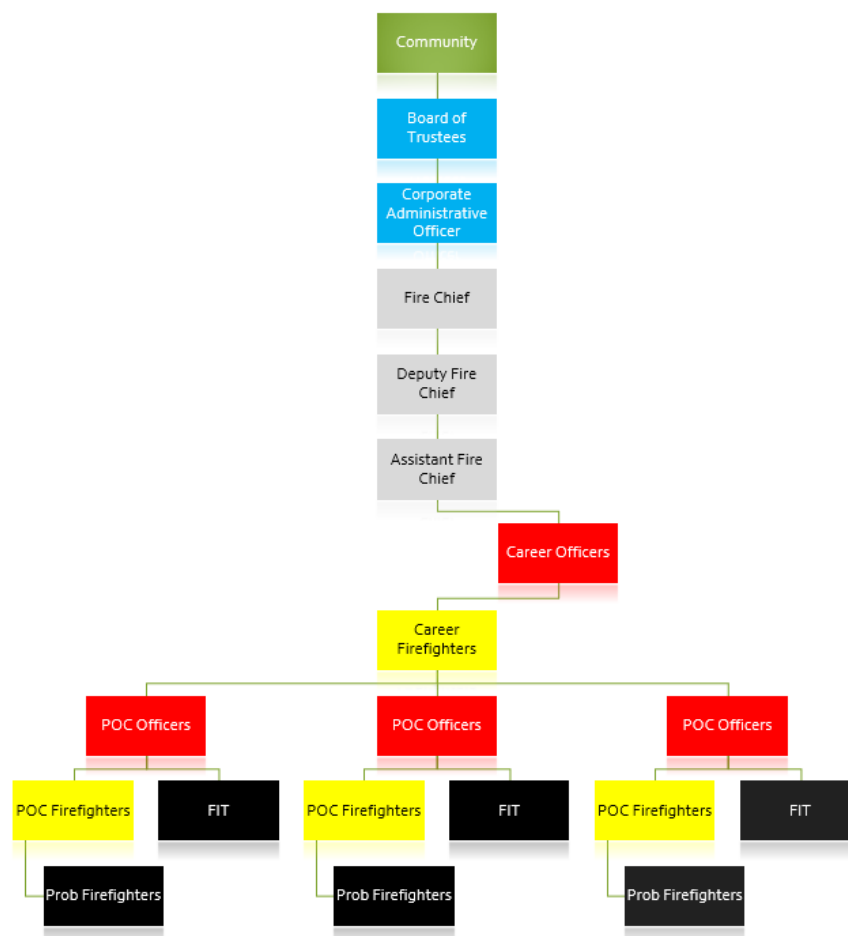 Community
Board of
Trustees
Corporate
Administrative
Officer
Fire Chief
Deputy Fire
Chief
Assistant Fire
Chief
Career Officers
Career
Firefighters
POC Officers
POC Officers
POC Officers
POC Firefighters
FIT
POC Firefighters
FIT
POC Firefighters
FIT
Prob Firefighters
Prob Firefighters
Prob Firefighters